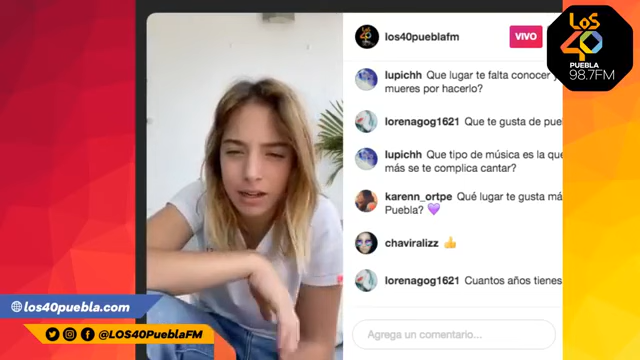 los40pueblafm
VIVO
LOS
40
PUEBLA
98.7FM
lupichh Que lugar te falta conocer y
mueres por hacerlo?
lorenagog1621 Que te gusta de pue
lupichh Que tipo de música es la que
más se te complica cantar?
karenn_ortpe Qué lugar te gusta má
Puebla? 💜
chaviralizz 👍
lorenagog1621 Cuantos años tienes
Agrega un comentario...
los40puebla.com
@LOS40PueblaFM